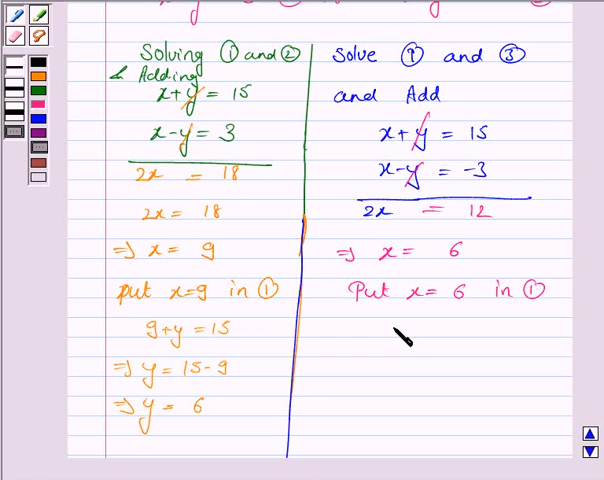 Solving ① and ②
& Adding
x+y = 15
x-y = 3
2x = 18
2x = 18
⇒ x = 9
put x=9 in ①
9+y = 15
⇒ y = 15-9
⇒ y = 6
Solve ① and ③
and Add
x+y = 15
x-y = -3
2x = 12
⇒ x = 6
Put x = 6 in ①